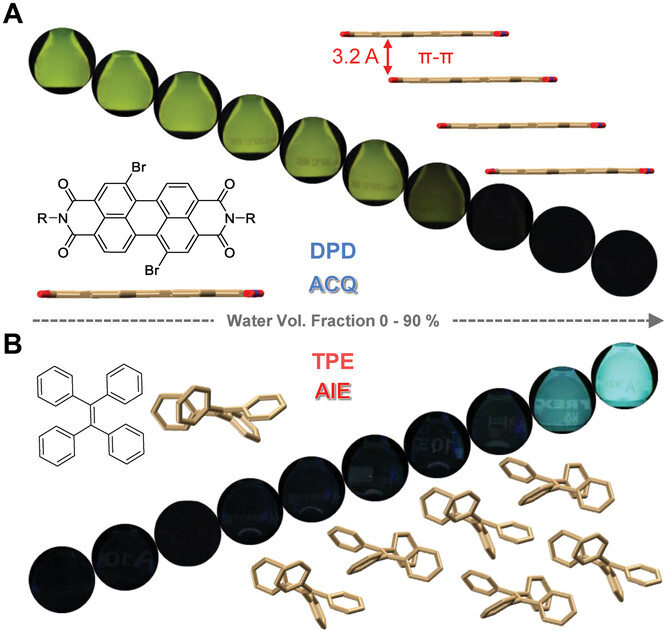 A
3.2 A
π-π
Br
O
O
R
N
N
R
O
O
Br
DPD
ACQ
Water Vol. Fraction 0 - 90 %
B
TPE
AIE